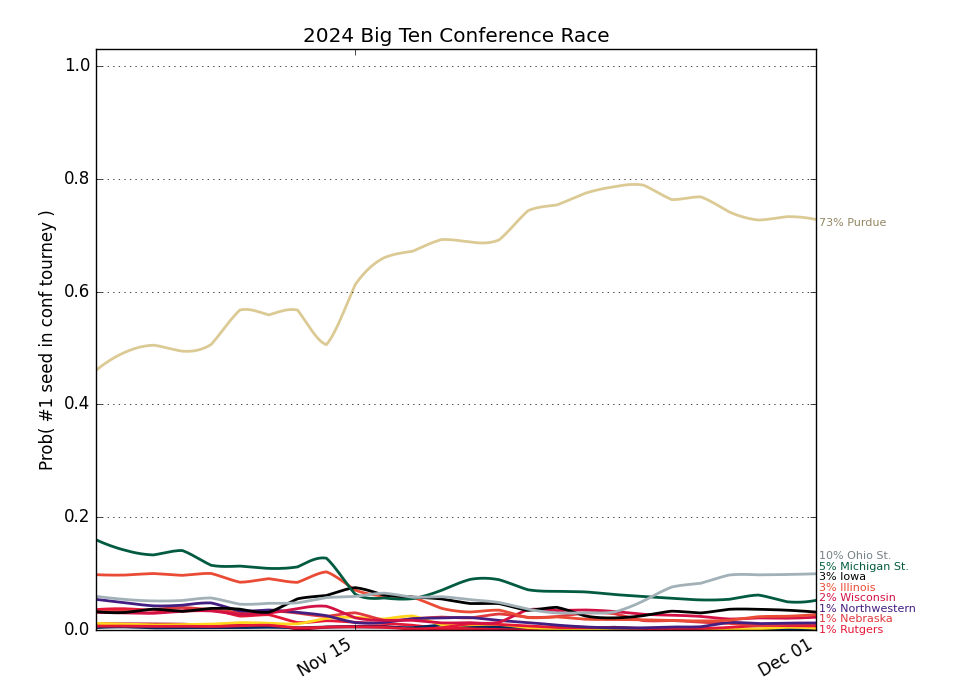 2024 Big Ten Conference Race
Prob( #1 seed in conf tourney )
1.0
0.8
0.6
0.4
0.2
0.0
Nov 15
Dec 01
73% Purdue
10% Ohio St.
5% Michigan St.
3% Iowa
3% Illinois
2% Wisconsin
1% Northwestern
1% Nebraska
1% Rutgers